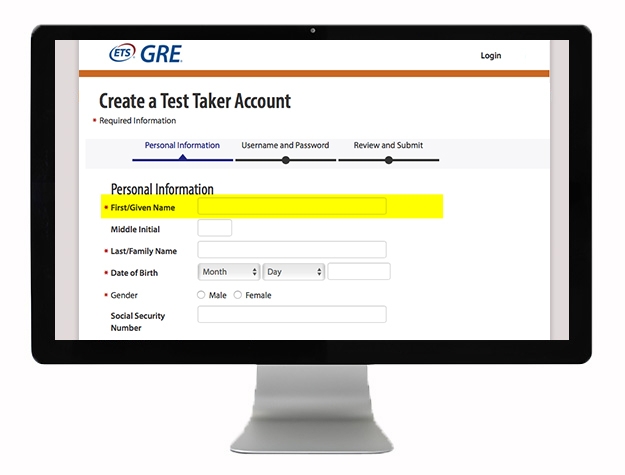 ETS GRE
Login
Create a Test Taker Account
* Required Information
Personal Information Username and Password Review and Submit
Personal Information
* First/Given Name
Middle Initial
* Last/Family Name
* Date of Birth Month Day
* Gender Male Female
Social Security
Number